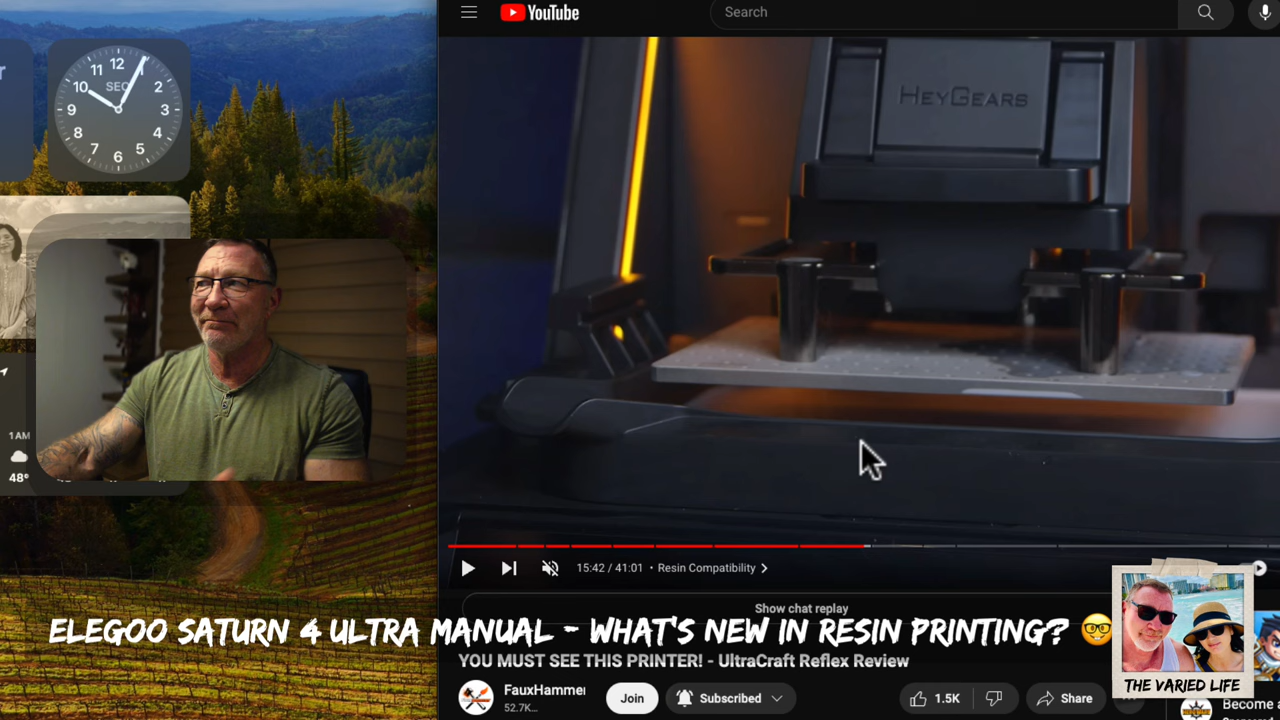 YouTube
Search
r
11 12 1
10 SEO 2
9 3
8 4
7 6 5
HEYGEARS
1AM
48°
15:42 / 41:01 • Resin Compatibility
Show chat replay
ELEGOO SATURN 4 ULTRA MANUAL - WHAT'S NEW IN RESIN PRINTING? 🤓
YOU MUST SEE THIS PRINTER! - UltraCraft Reflex Review
THE VARIED LIFE
FauxHammer
52.7K...
Join
Subscribed
1.5K
Share
Become